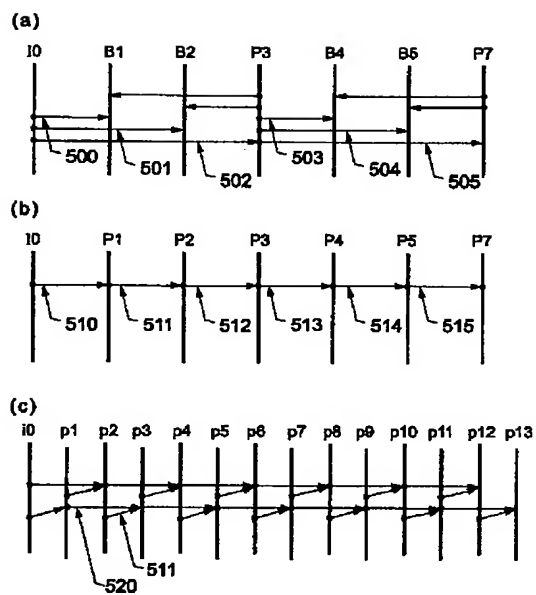 (a)
I0 B1 B2 P3 B4 B5 P7
500 501 502 503 504 505
(b)
I0 P1 P2 P3 P4 P5 P7
510 511 512 513 514 515
(c)
i0 p1 p2 p3 p4 p5 p6 p7 p8 p9 p10 p11 p12 p13
520 511